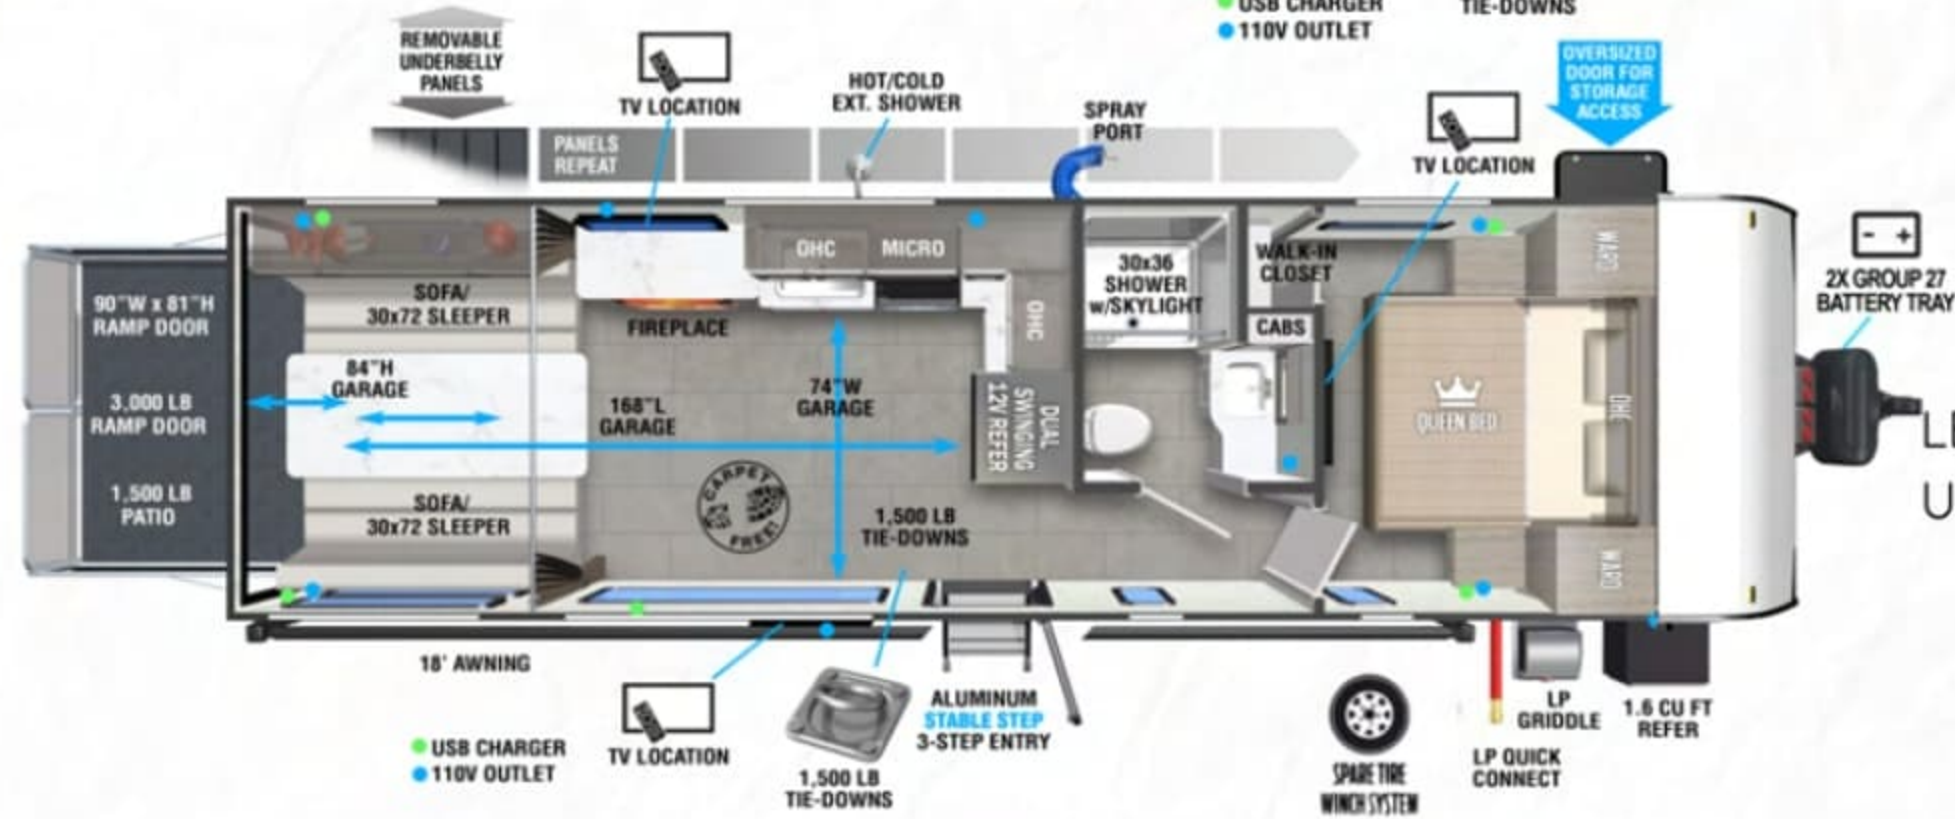 USB CHARGER
110V OUTLET
TIE-DOWNS
REMOVABLE
UNDERBELLY
PANELS
TV LOCATION
HOT/COLD
EXT. SHOWER
SPRAY
PORT
TV LOCATION
OVERSIZED
DOOR FOR
STORAGE
ACCESS
PANELS
REPEAT
2X GROUP 27
BATTERY TRAY
90"W x 81"H
RAMP DOOR
3,000 LB
RAMP DOOR
1,500 LB
PATIO
SOFA/
30x72 SLEEPER
84"H
GARAGE
SOFA/
30x72 SLEEPER
FIREPLACE
168"L
GARAGE
74"W
GARAGE
OHC
MICRO
OHC
DUAL
SWINGING
12V REFER
CARPET
FREE!
1,500 LB
TIE-DOWNS
30x36
SHOWER
w/SKYLIGHT
WALK-IN
CLOSET
CABS
QUEEN BED
WARD
OHC
WARD
18' AWNING
USB CHARGER
110V OUTLET
TV LOCATION
1,500 LB
TIE-DOWNS
ALUMINUM
STABLE STEP
3-STEP ENTRY
SPARE TIRE
WINCH SYSTEM
LP QUICK
CONNECT
LP
GRIDDLE
1.6 CU FT
REFER